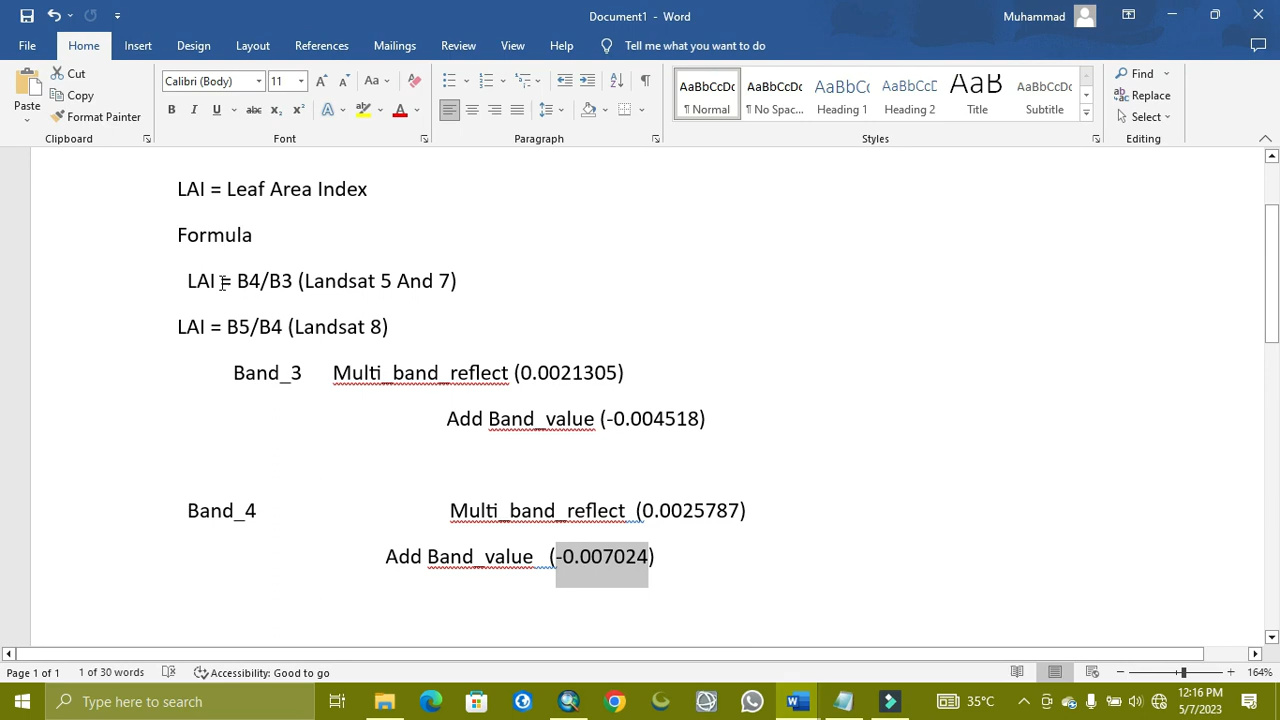 Document1 - Word
Muhammad
File Home Insert Design Layout References Mailings Review View Help Tell me what you want to do
Paste
Cut
Copy
Format Painter
Clipboard
Calibri (Body) 11
Font
Paragraph
AaBbCcDc AaBbCcDc AaBbCc AaBbCcD AaB AaBbCcDc
¶ Normal ¶ No Spac... Heading 1 Heading 2 Title Subtitle
Styles
Find
Replace
Select
Editing
LAI = Leaf Area Index
Formula
LAI = B4/B3 (Landsat 5 And 7)
LAI = B5/B4 (Landsat 8)
Band_3 Multi_band_reflect (0.0021305)
Add Band_value (-0.004518)
Band_4 Multi_band_reflect (0.0025787)
Add Band_value (-0.007024)
Page 1 of 1 1 of 30 words Accessibility: Good to go 164%
Type here to search
35°C
12:16 PM
5/7/2023